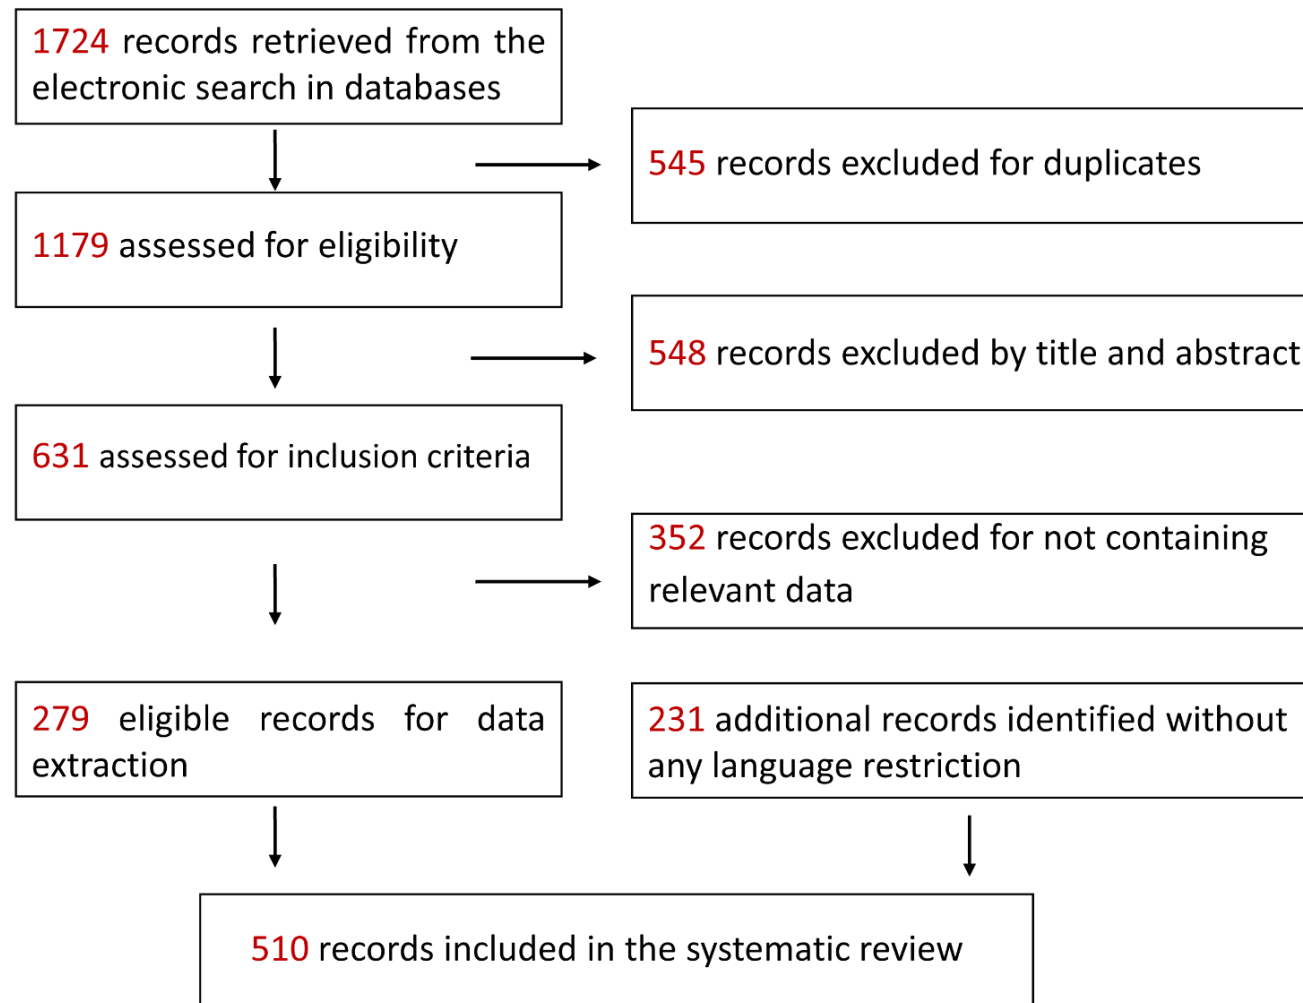 1724 records retrieved from the
electronic search in databases
545 records excluded for duplicates
1179 assessed for eligibility
548 records excluded by title and abstract
631 assessed for inclusion criteria
352 records excluded for not containing
relevant data
279 eligible records for data
extraction
231 additional records identified without
any language restriction
510 records included in the systematic review